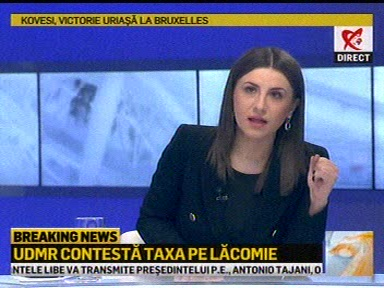 KOVESI, VICTORIE URIAȘĂ LA BRUXELLES
DIRECT
BREAKING NEWS
UDMR CONTESTĂ TAXA PE LĂCOMIE
NTELE LIBE VA TRANSMITE PREȘEDINTELUI P.E., ANTONIO TAJANI, O